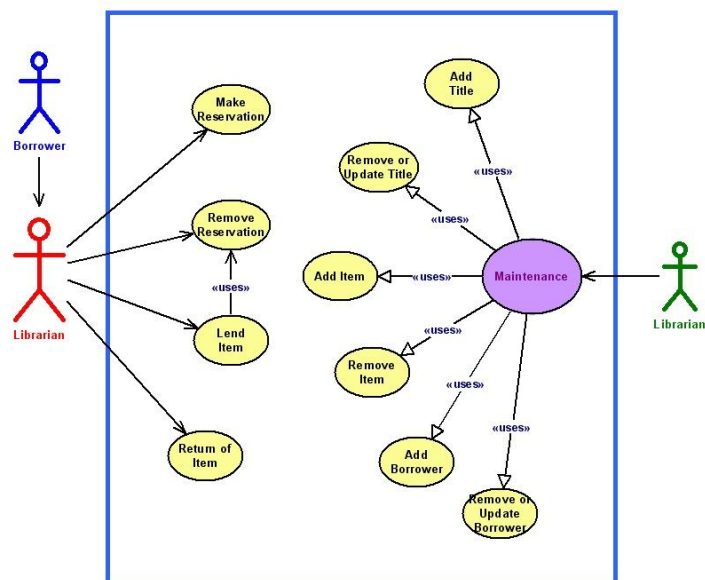 Add
Title
Make
Reservation
Borrower
Remove or
Update Title
«uses»
«uses»
Remove
Reservation
Add Item
«uses»
Maintenance
«uses»
Librarian
Librarian
Lend
Item
«uses»
Remove
Item
«uses»
«uses»
Return of
Item
Add
Borrower
Remove or
Update
Borrower